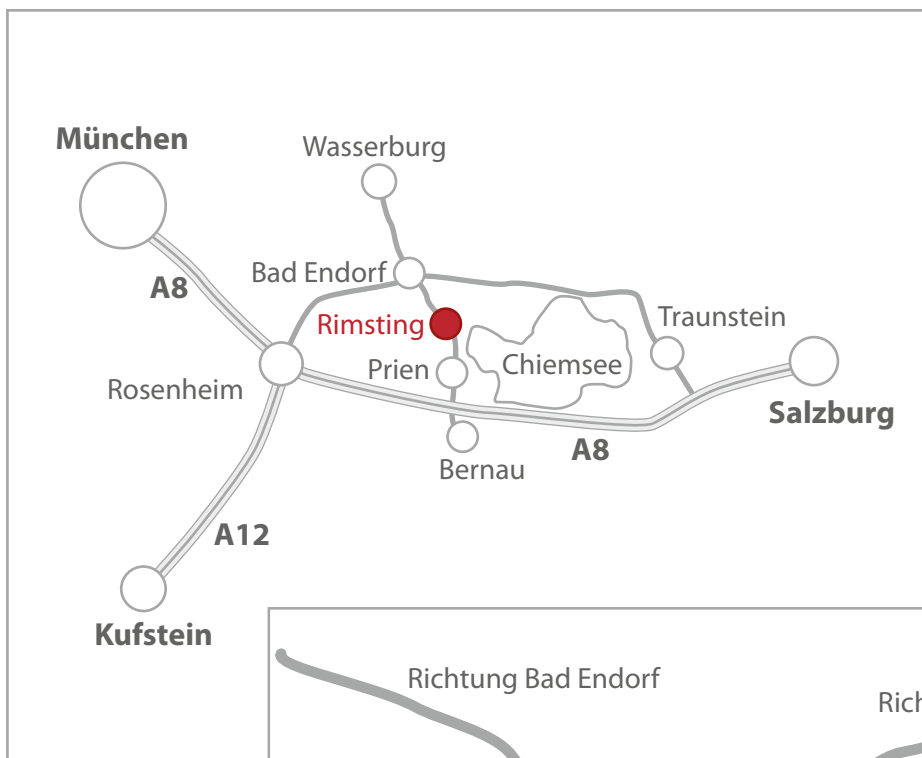 München
Wasserburg
A8
Bad Endorf
Rimsting
Traunstein
Prien
Chiemsee
Rosenheim
Salzburg
A8
Bernau
A12
Kufstein
Richtung Bad Endorf